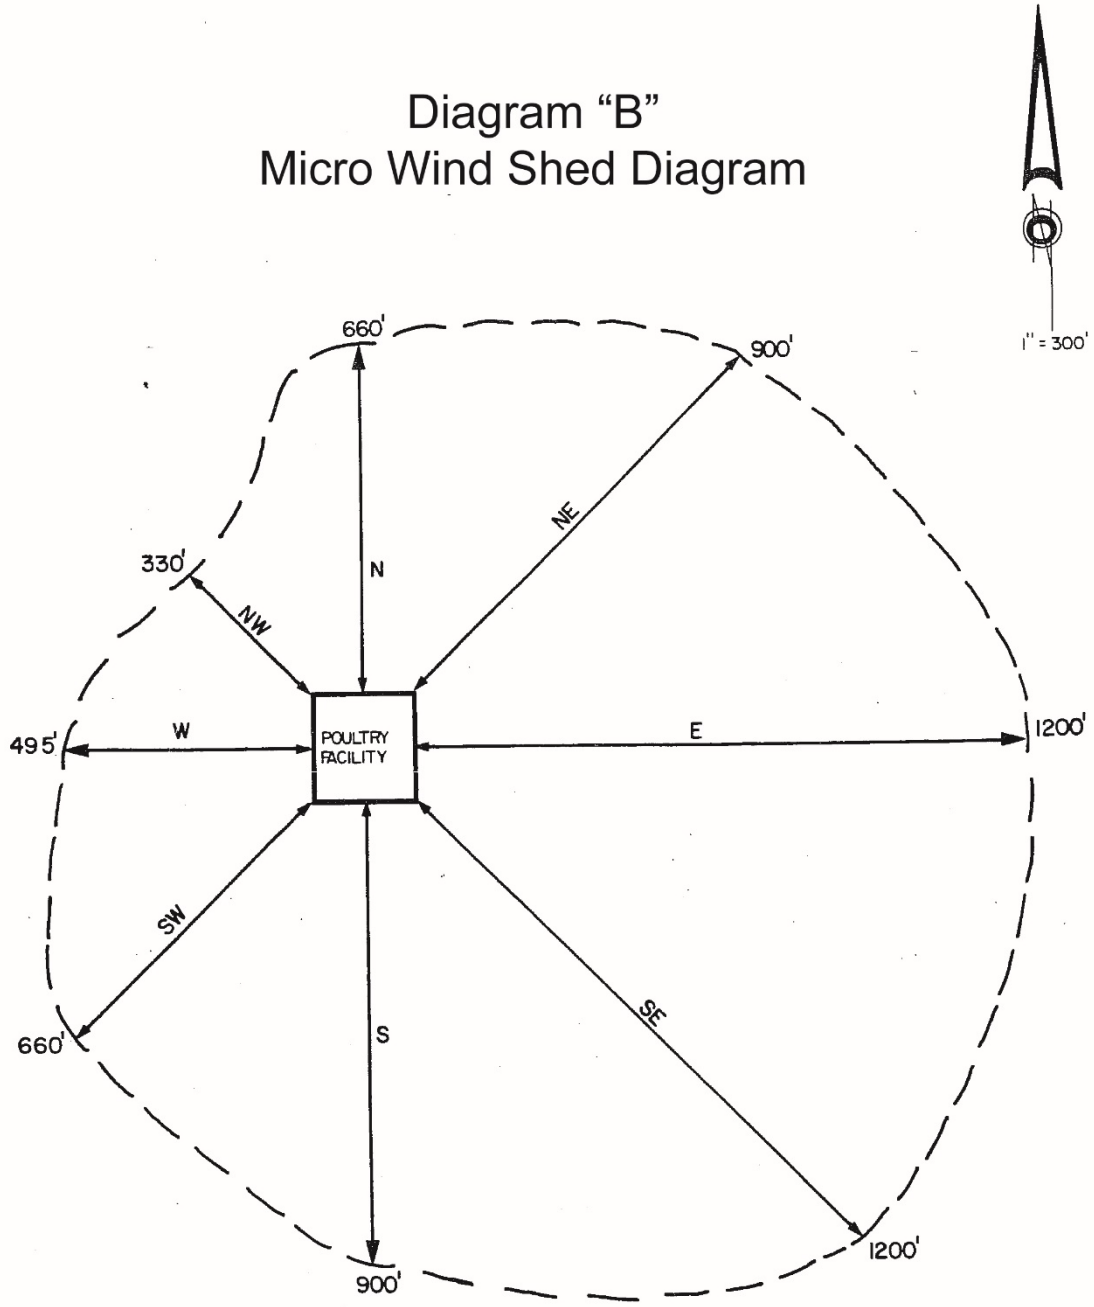 Diagram “B”
Micro Wind Shed Diagram
1" = 300'
660'
900'
NE
330'
N
NW
495'
W
POULTRY
FACILITY
E
1200'
SW
660'
S
SE
900'
1200'